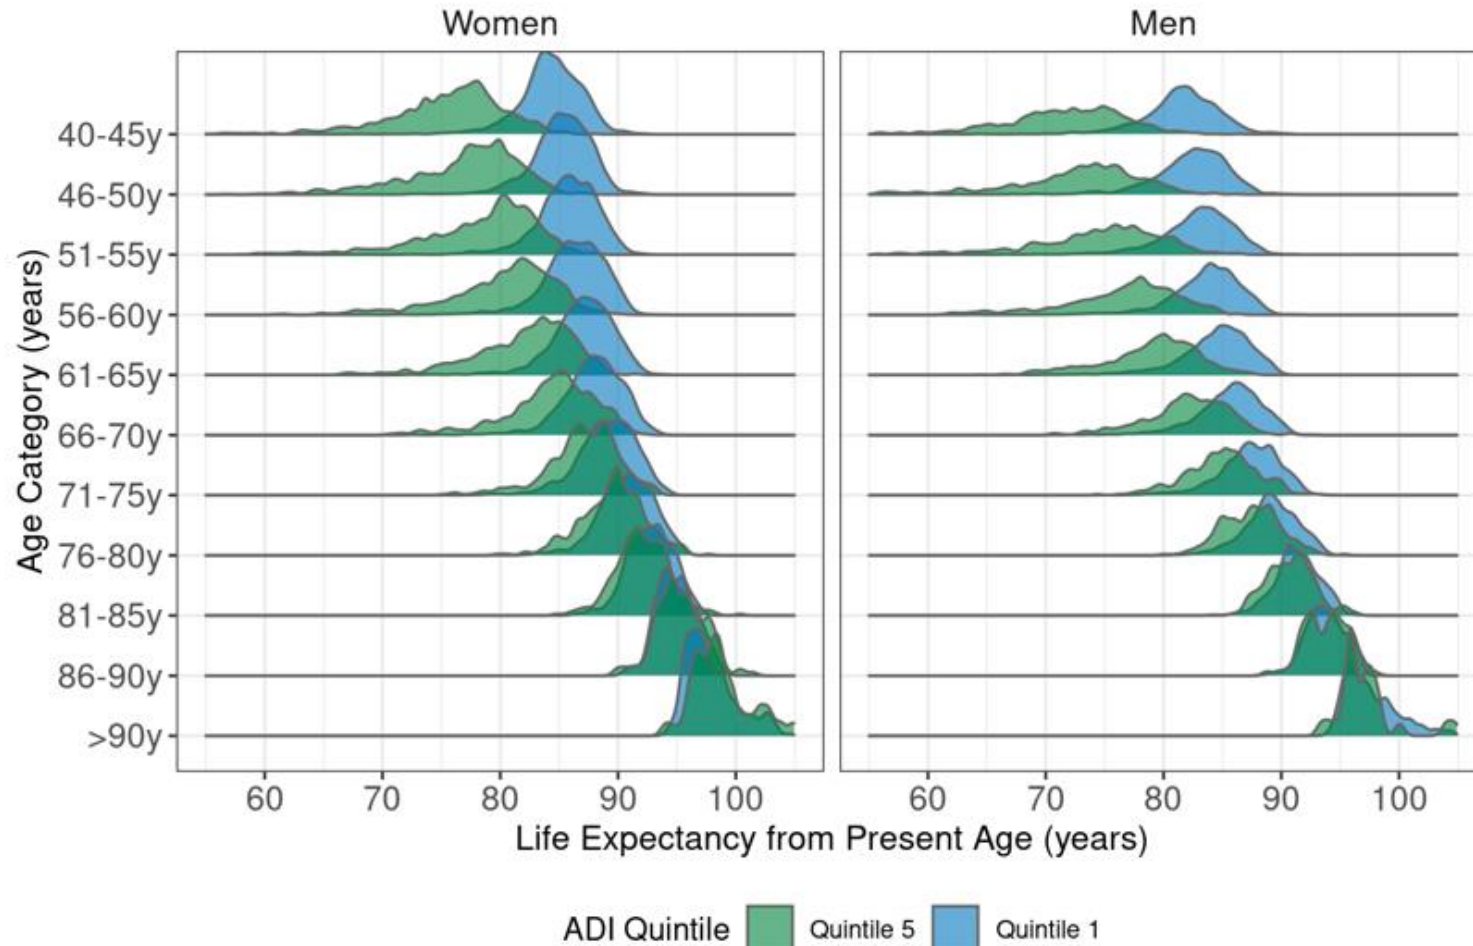 Women
Men
Age Category (years)
40-45y
46-50y
51-55y
56-60y
61-65y
66-70y
71-75y
76-80y
81-85y
86-90y
>90y
60 70 80 90 100
60 70 80 90 100
Life Expectancy from Present Age (years)
ADI Quintile Quintile 5 Quintile 1